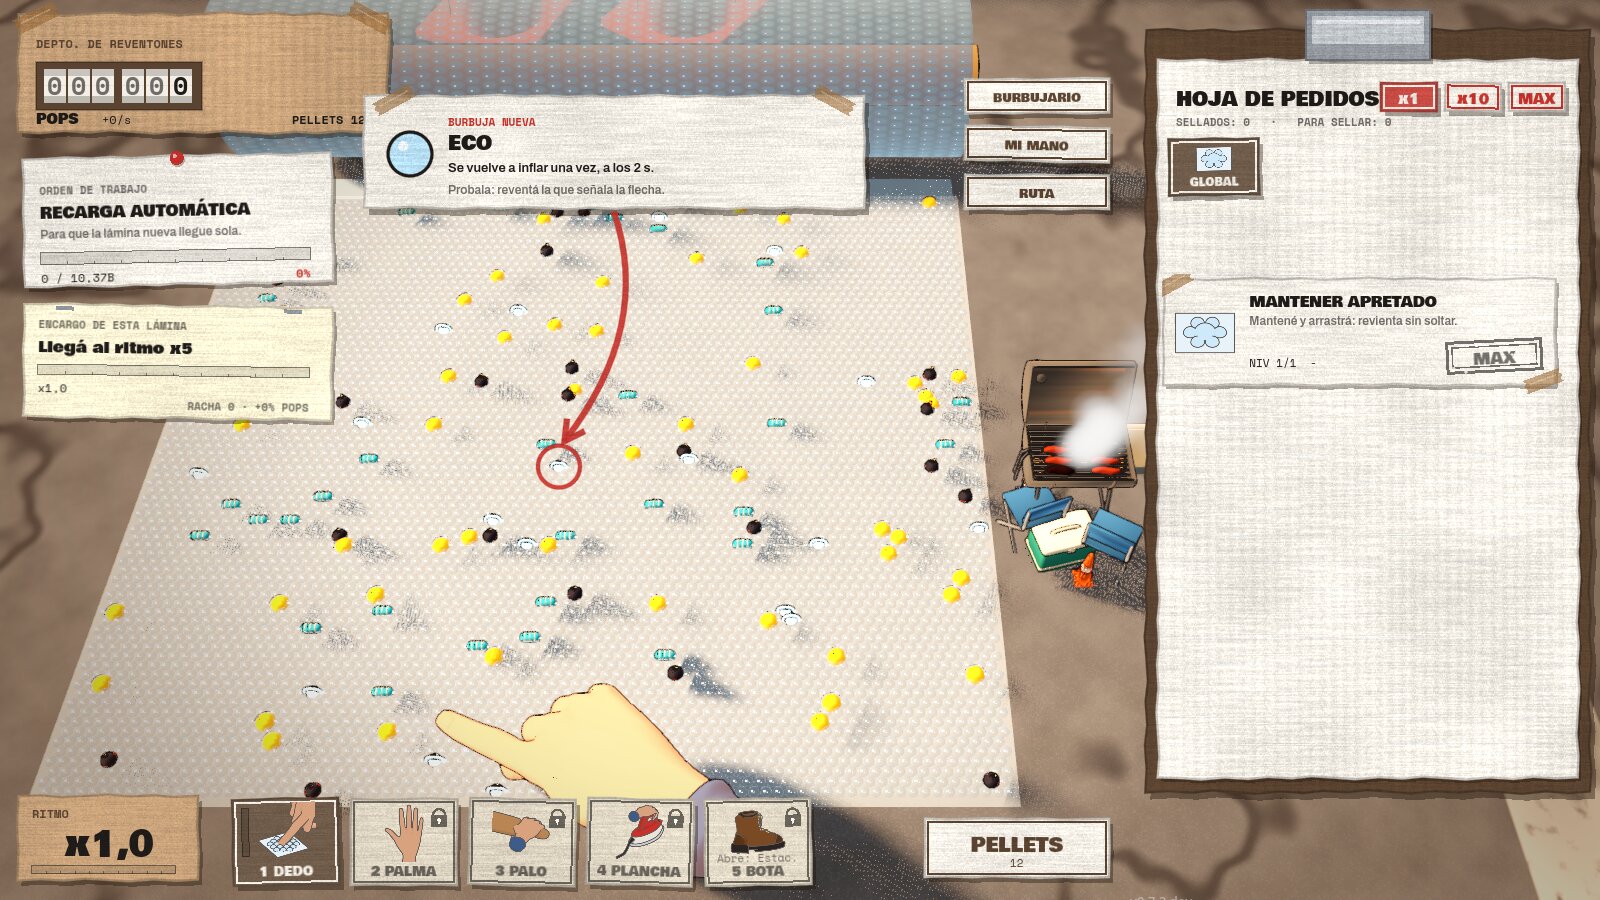 DEPTO. DE REVENTONES
000 000
POPS +0/s PELLETS 12
ORDEN DE TRABAJO
RECARGA AUTOMÁTICA
Para que la lámina nueva llegue sola.
0 / 10.37B 0%
ENCARGO DE ESTA LÁMINA
Llegá al ritmo x5
x1.0
RACHA 0 · +0% POPS
BURBUJA NUEVA
ECO
Se vuelve a inflar una vez, a los 2 s.
Probala: reventá la que señala la flecha.
BURBUJARIO
MI MANO
RUTA
HOJA DE PEDIDOS x1 x10 MAX
SELLADOS: 0 · PARA SELLAR: 0
GLOBAL
MANTENER APRETADO
Mantené y arrastrá: revienta sin soltar.
NIV 1/1 -
MAX
RITMO
x1,0
1 DEDO
2 PALMA
3 PALO
4 PLANCHA
Abre: Estac.
5 BOTA
PELLETS
12